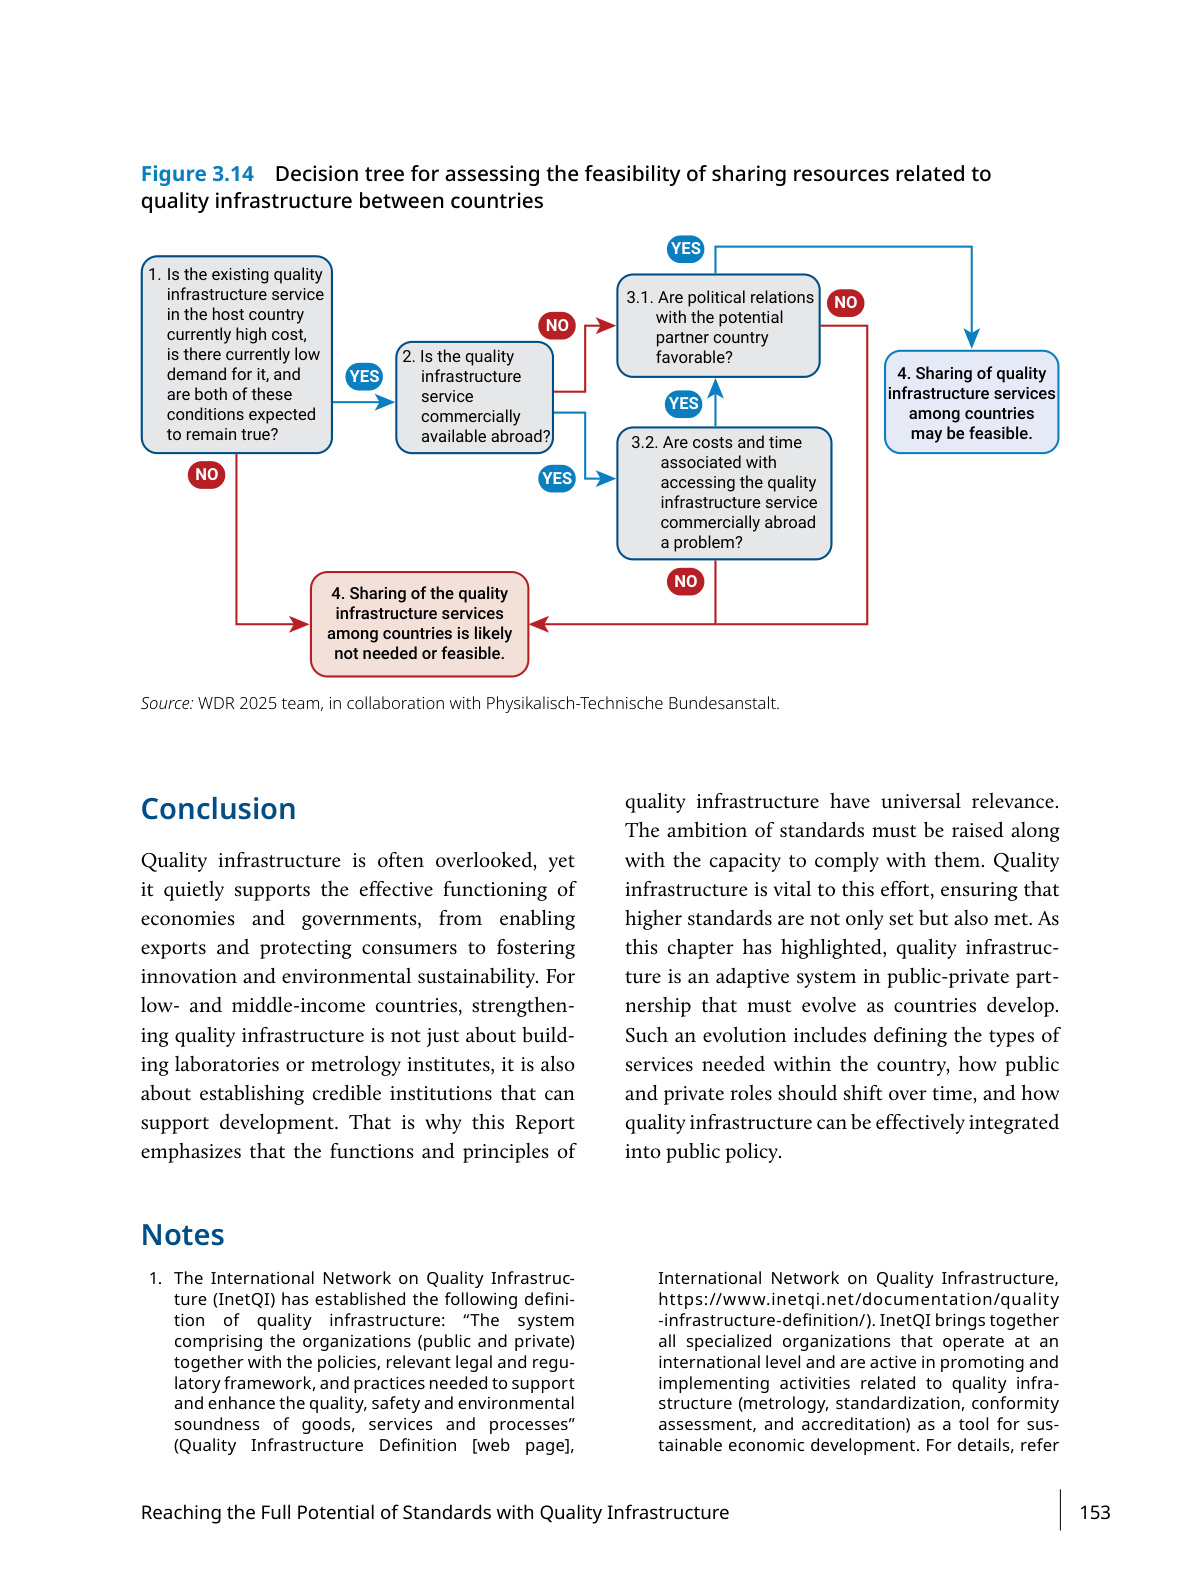 Figure 3.14 Decision tree for assessing the feasibility of sharing resources related to
quality infrastructure between countries
1. Is the existing quality
infrastructure service
in the host country
currently high cost,
is there currently low
demand for it, and
are both of these
conditions expected
to remain true?
YES
NO
2. Is the quality
infrastructure
service
commercially
available abroad?
NO
YES
3.1. Are political relations
with the potential
partner country
favorable?
YES
NO
3.2. Are costs and time
associated with
accessing the quality
infrastructure service
commercially abroad
a problem?
YES
NO
4. Sharing of quality
infrastructure services
among countries
may be feasible.
4. Sharing of the quality
infrastructure services
among countries is likely
not needed or feasible.
Source: WDR 2025 team, in collaboration with Physikalisch-Technische Bundesanstalt.
Conclusion
Quality infrastructure is often overlooked, yet
it quietly supports the effective functioning of
economies and governments, from enabling
exports and protecting consumers to fostering
innovation and environmental sustainability. For
low- and middle-income countries, strengthen-
ing quality infrastructure is not just about build-
ing laboratories or metrology institutes, it is also
about establishing credible institutions that can
support development. That is why this Report
emphasizes that the functions and principles of
quality infrastructure have universal relevance.
The ambition of standards must be raised along
with the capacity to comply with them. Quality
infrastructure is vital to this effort, ensuring that
higher standards are not only set but also met. As
this chapter has highlighted, quality infrastruc-
ture is an adaptive system in public-private part-
nership that must evolve as countries develop.
Such an evolution includes defining the types of
services needed within the country, how public
and private roles should shift over time, and how
quality infrastructure can be effectively integrated
into public policy.
Notes
1. The International Network on Quality Infrastruc-
ture (InetQI) has established the following defini-
tion of quality infrastructure: “The system
comprising the organizations (public and private)
together with the policies, relevant legal and regu-
latory framework, and practices needed to support
and enhance the quality, safety and environmental
soundness of goods, services and processes”
(Quality Infrastructure Definition [web page],
International Network on Quality Infrastructure,
https://www.inetqi.net/documentation/quality
-infrastructure-definition/). InetQI brings together
all specialized organizations that operate at an
international level and are active in promoting and
implementing activities related to quality infra-
structure (metrology, standardization, conformity
assessment, and accreditation) as a tool for sus-
tainable economic development. For details, refer
Reaching the Full Potential of Standards with Quality Infrastructure
153